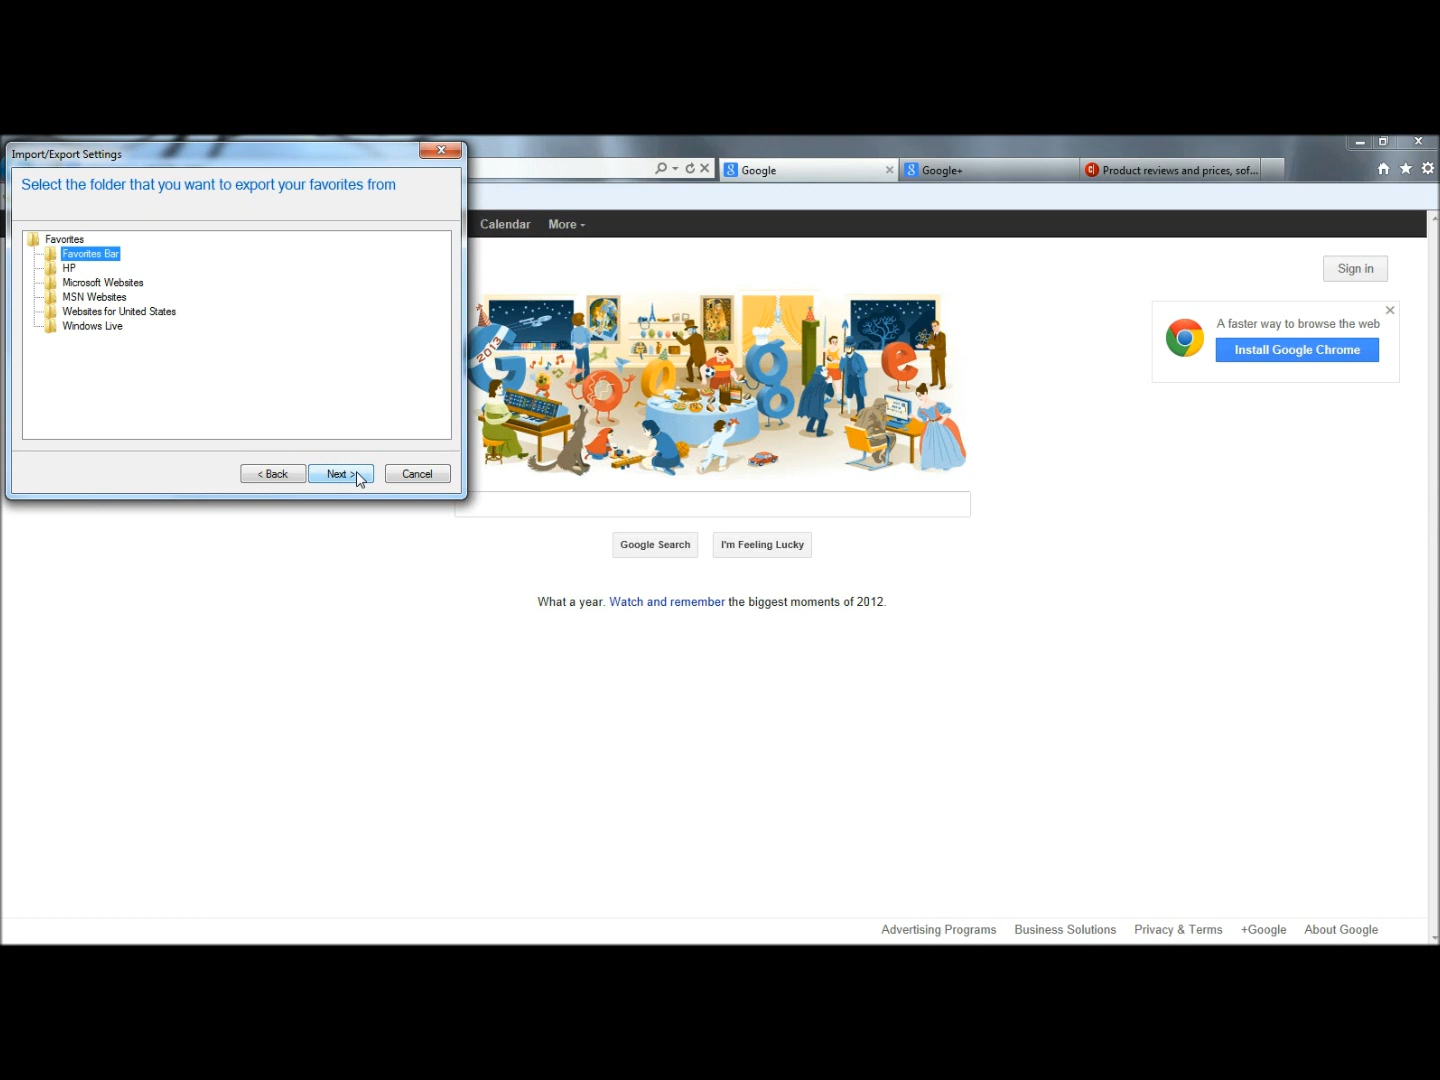 Import/Export Settings
Select the folder that you want to export your favorites from
Favorites
Favorites Bar
HP
Microsoft Websites
MSN Websites
Websites for United States
Windows Live
< Back
Next >
Cancel
Google
Google+
Product reviews and prices, sof...
Calendar
More
Sign in
A faster way to browse the web
Install Google Chrome
2013
Google
Google Search
I'm Feeling Lucky
What a year. Watch and remember the biggest moments of 2012.
Advertising Programs
Business Solutions
Privacy & Terms
+Google
About Google